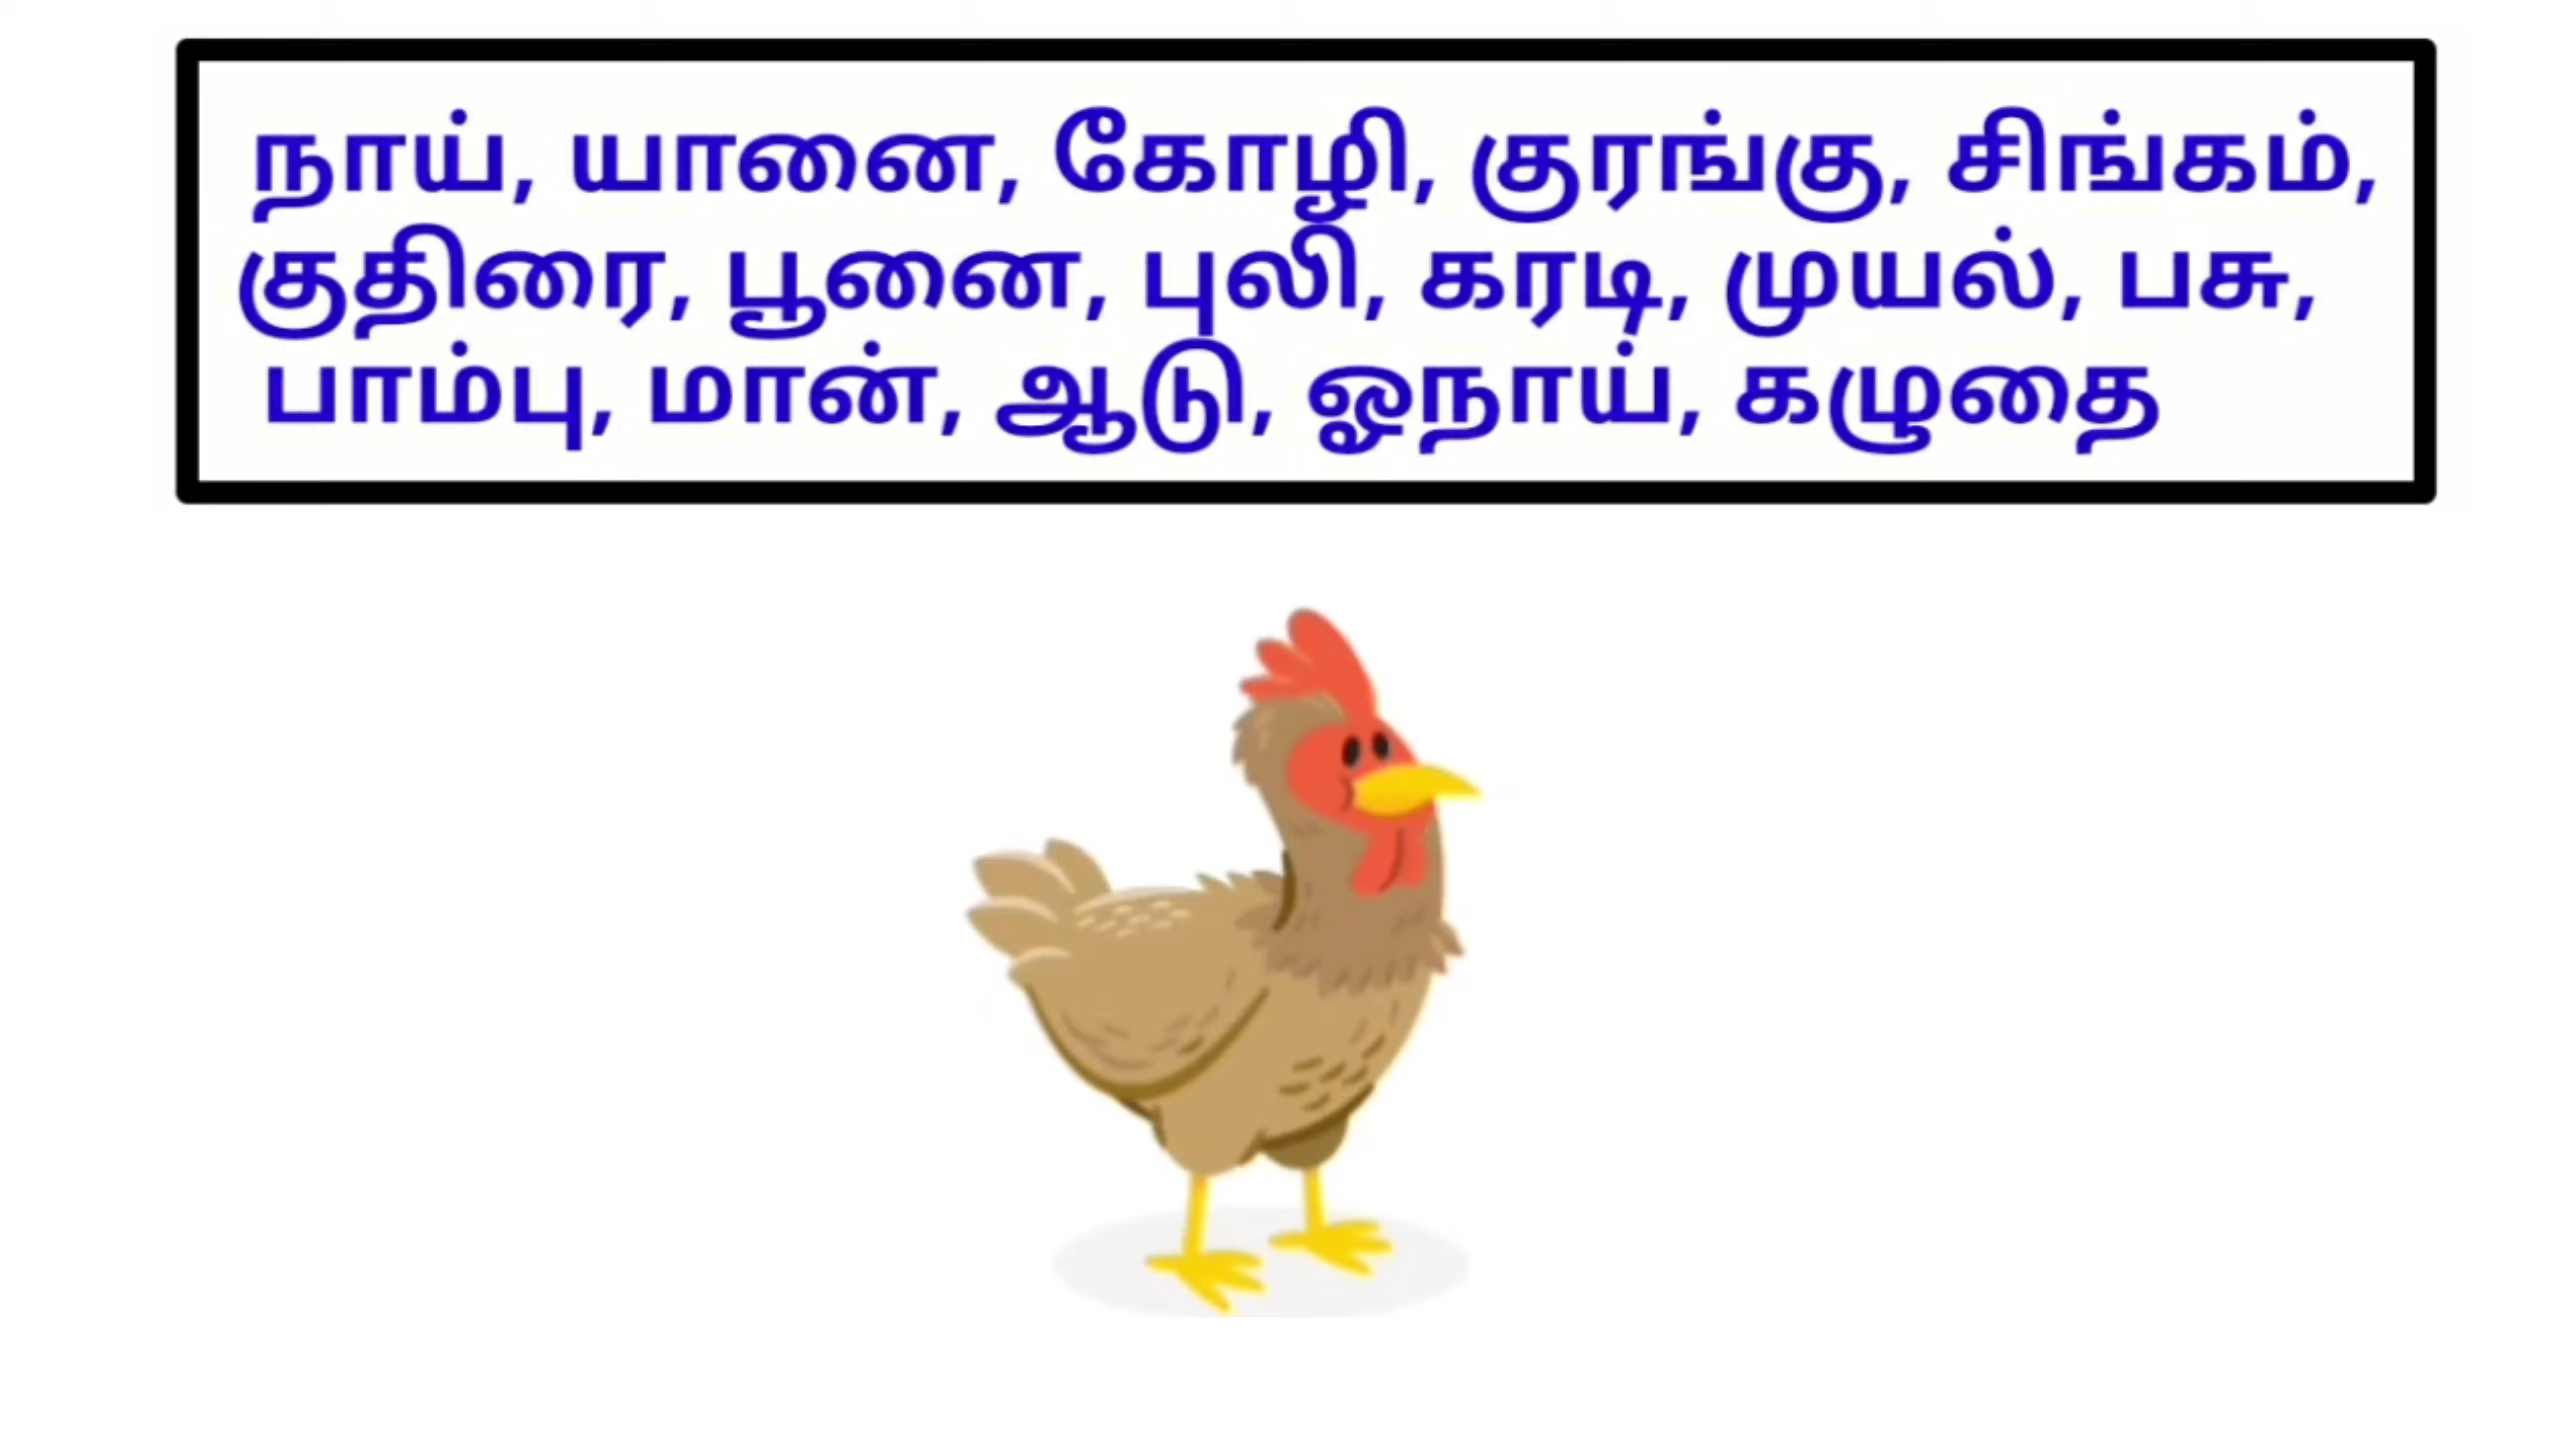 நாய், யானை, கோழி, குரங்கு, சிங்கம்,
குதிரை, பூனை, புலி, கரடி, முயல், பசு,
பாம்பு, மான், ஆடு, ஓநாய், கழுதை